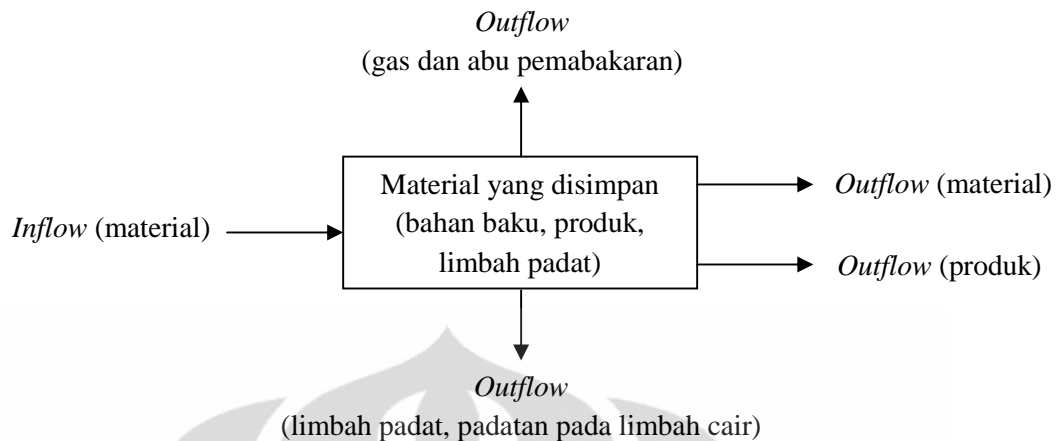 Outflow
(gas dan abu pemabakaran)
Material yang disimpan
(bahan baku, produk,
limbah padat)
Inflow (material)
Outflow (material)
Outflow (produk)
Outflow
(limbah padat, padatan pada limbah cair)